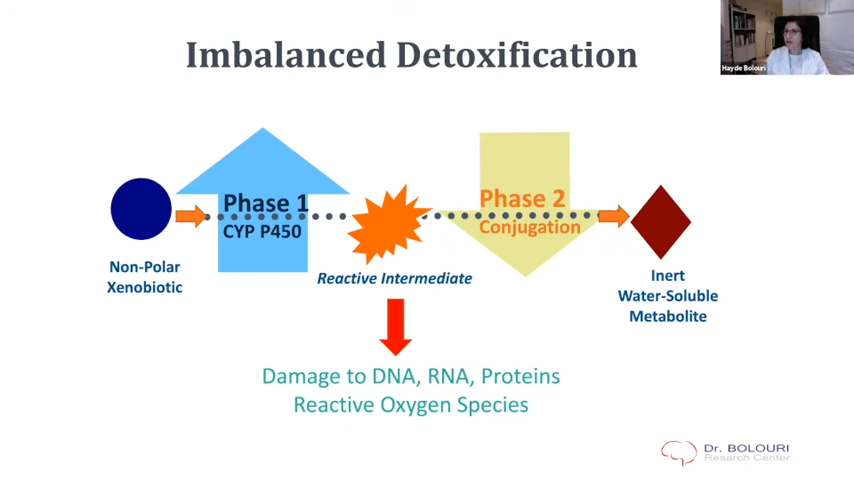 Imbalanced Detoxification
Hayde Bolouri
Phase 1
CYP P450
Phase 2
Conjugation
Non-Polar
Xenobiotic
Reactive Intermediate
Inert
Water-Soluble
Metabolite
Damage to DNA, RNA, Proteins
Reactive Oxygen Species
Dr. BOLOURI
Resarch Center